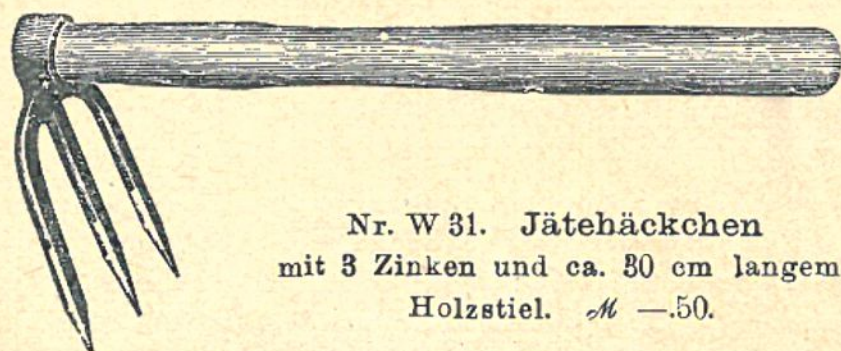 Nr. W 31. Jätehäckchen
mit 3 Zinken und ca. 30 cm langem
Holzstiel. ℳ —.50.